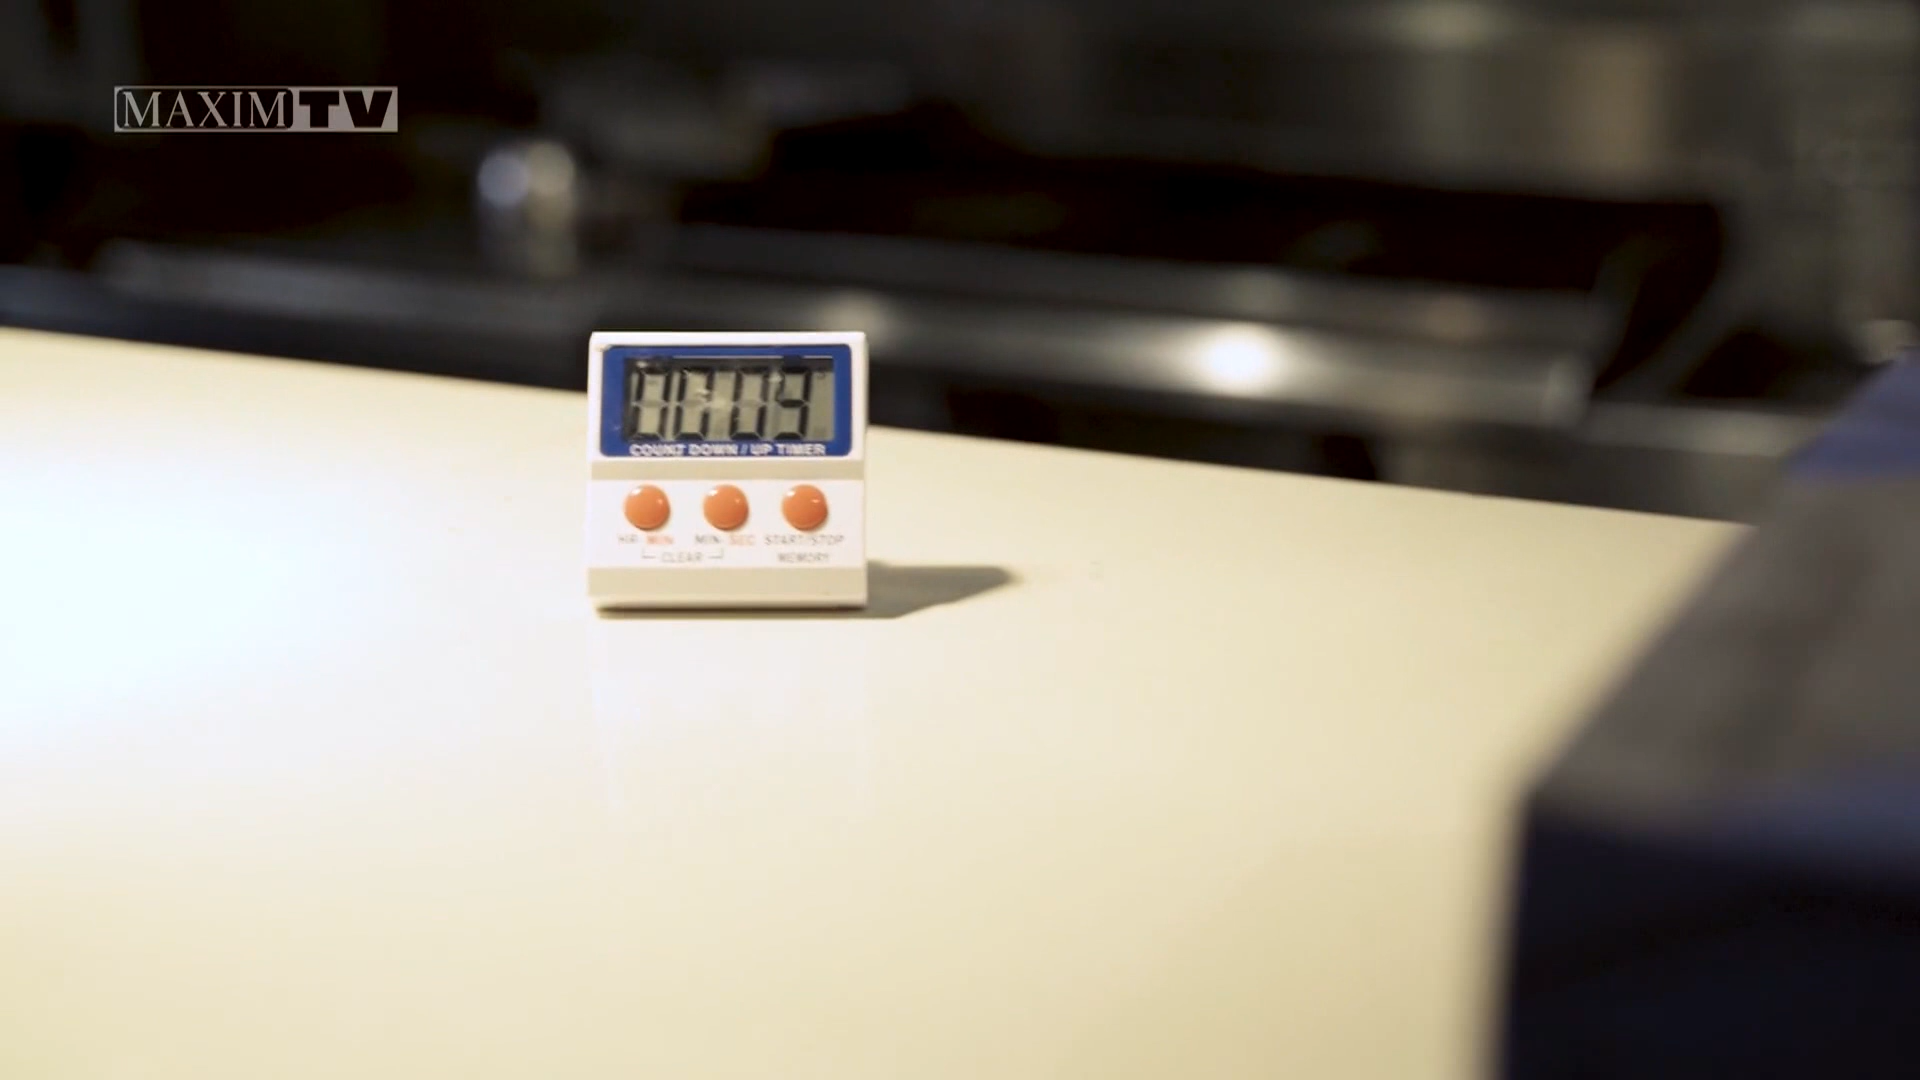 MAXIM TV
00:09
COUNT DOWN / UP TIMER
HR- MIN MIN- SEC START/STOP
CLEAR MEMORY